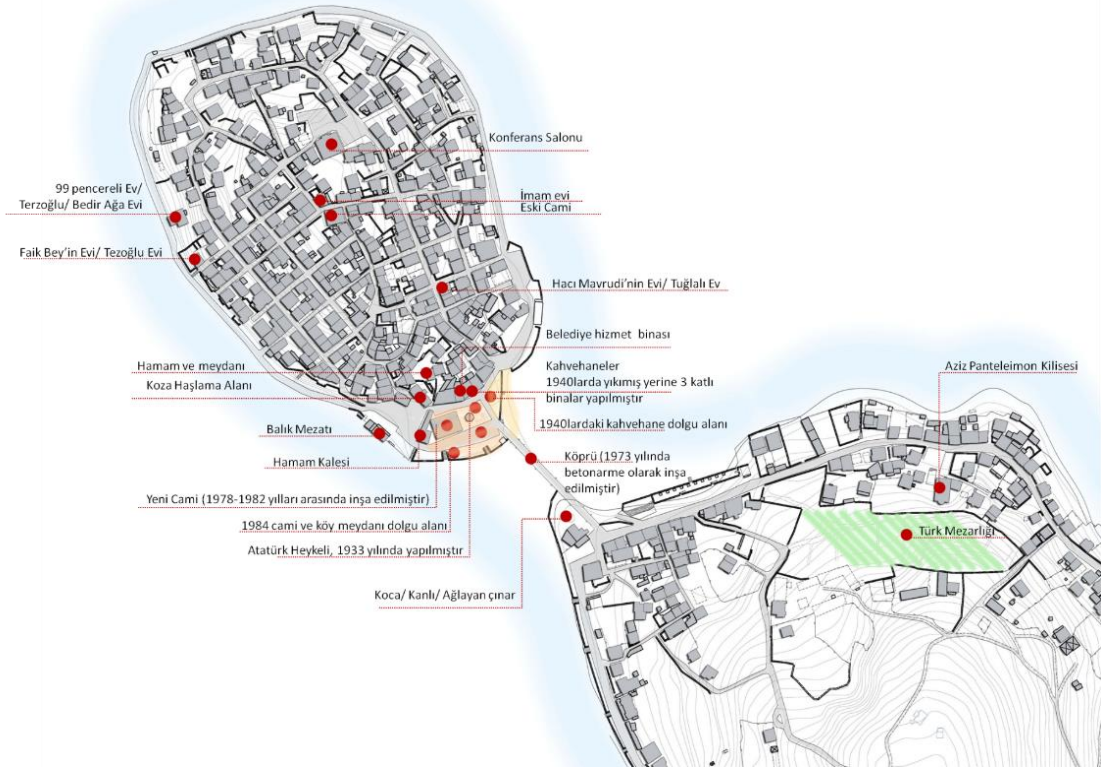 Konferans Salonu
99 pencereli Ev/
Terzoğlu/ Bedir Ağa Evi
İmam evi
Eski Cami
Faik Bey'in Evi/ Tezoğlu Evi
Hacı Mavrudi'nin Evi/ Tuğlalı Ev
Belediye hizmet binası
Hamam ve meydanı
Kahvehaneler
1940larda yıkımış yerine 3 katlı
binalar yapılmıştır
Aziz Panteleimon Kilisesi
Koza Haşlama Alanı
1940lardaki kahvehane dolgu alanı
Balık Mezatı
Hamam Kalesi
Köprü (1973 yılında
betonarme olarak inşa
edilmiştir)
Yeni Cami (1978-1982 yılları arasında inşa edilmiştir)
1984 cami ve köy meydanı dolgu alanı
Türk Mezarlığı
Atatürk Heykeli, 1933 yılında yapılmıştır
Koca/ Kanlı/ Ağlayan çınar